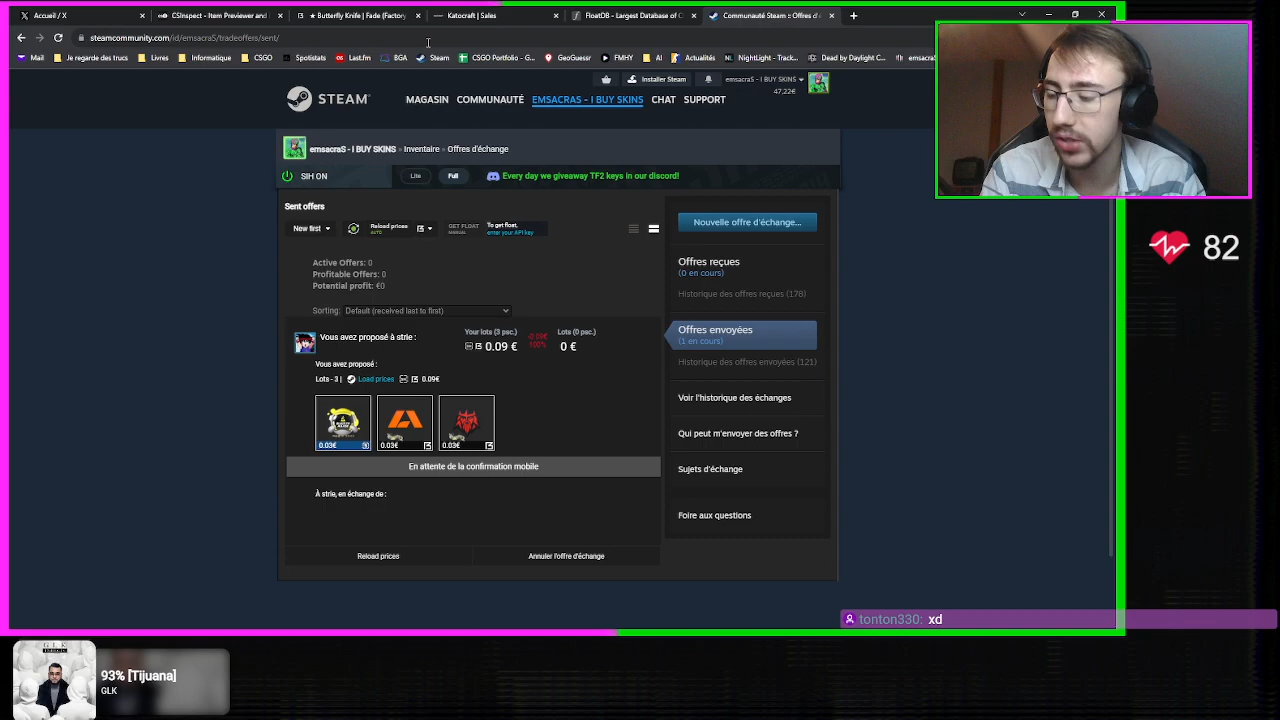 Accueil / X
CSInspect - Item Previewer and
★ Butterfly Knife | Fade (Factory
Katocraft | Sales
FloatDB - Largest Database of C
Communauté Steam :: Offres d'
steamcommunity.com/id/emsacraS/tradeoffers/sent/
Mail
Je regarde des trucs
Livres
Informatique
CSGO
Spotistats
Last.fm
BGA
Steam
CSGO Portfolio - G...
GeoGuessr
FMHY
AI
Actualités
NightLight - Track...
Dead by Daylight C...
emsacra
Installer Steam
emsacraS - I BUY SKINS
47,22€
STEAM
MAGASIN
COMMUNAUTÉ
EMSACRAS - I BUY SKINS
CHAT
SUPPORT
emsacraS - I BUY SKINS » Inventaire » Offres d'échange
SIH ON
Lite
Full
Every day we giveaway TF2 keys in our discord!
Sent offers
New first
Reload prices
AUTO
GET FLOAT
MANUAL
To get float,
enter your API key
Active Offers: 0
Profitable Offers: 0
Potential profit: €0
Sorting:
Default (received last to first)
Vous avez proposé à strie :
Your lots (3 psc.)
0.09 €
-0.09€
-100%
Lots (0 psc.)
0 €
Vous avez proposé :
Lots - 3 |
Load prices
0.09€
0.03€
0.03€
0.03€
En attente de la confirmation mobile
À strie, en échange de :
Reload prices
Annuler l'offre d'échange
Nouvelle offre d'échange...
Offres reçues
(0 en cours)
Historique des offres reçues (178)
Offres envoyées
(1 en cours)
Historique des offres envoyées (121)
Voir l'historique des échanges
Qui peut m'envoyer des offres ?
Sujets d'échange
Foire aux questions
82
tonton330: xd
GLK
93% [Tijuana]
GLK